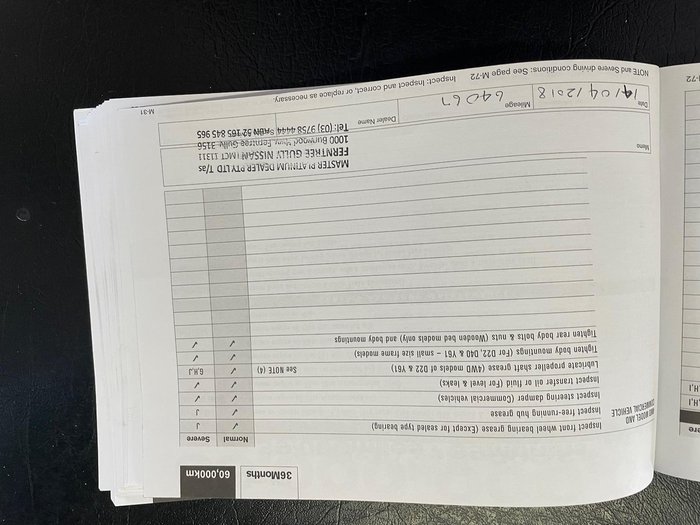 36Months 60,000km
Normal Severe
4WD MODEL AND
COMMERCIAL VEHICLE
Inspect front wheel bearing grease (Except for sealed type bearing) ✓ J
Inspect free-running hub grease ✓ J
Inspect steering damper (Commercial vehicles) ✓ ✓
Inspect transfer oil or fluid (For level & leaks) ✓ ✓
Lubricate propeller shaft grease (4WD models of D22 & Y61) See NOTE (4) ✓ G,H,J
Tighten body mountings (For D22, D40 & Y61 – small size frame models) ✓ ✓
Tighten rear body bolts & nuts (Wooden bed models only) and body mountings ✓ ✓
Memo
MASTER PLATINUM DEALER PTY LTD T/as
FERNTREE GULLY NISSAN LMCT 11311
1000 Burwood Hwy, Ferntree Gully 3156
Tel: (03) 9758 4444 ABN 52 165 845 965
Date 14/04/2018 Mileage 64067 Dealer Name
NOTE and Severe driving conditions: See page M-72 Inspect: Inspect and correct, or replace as necessary.
M-31